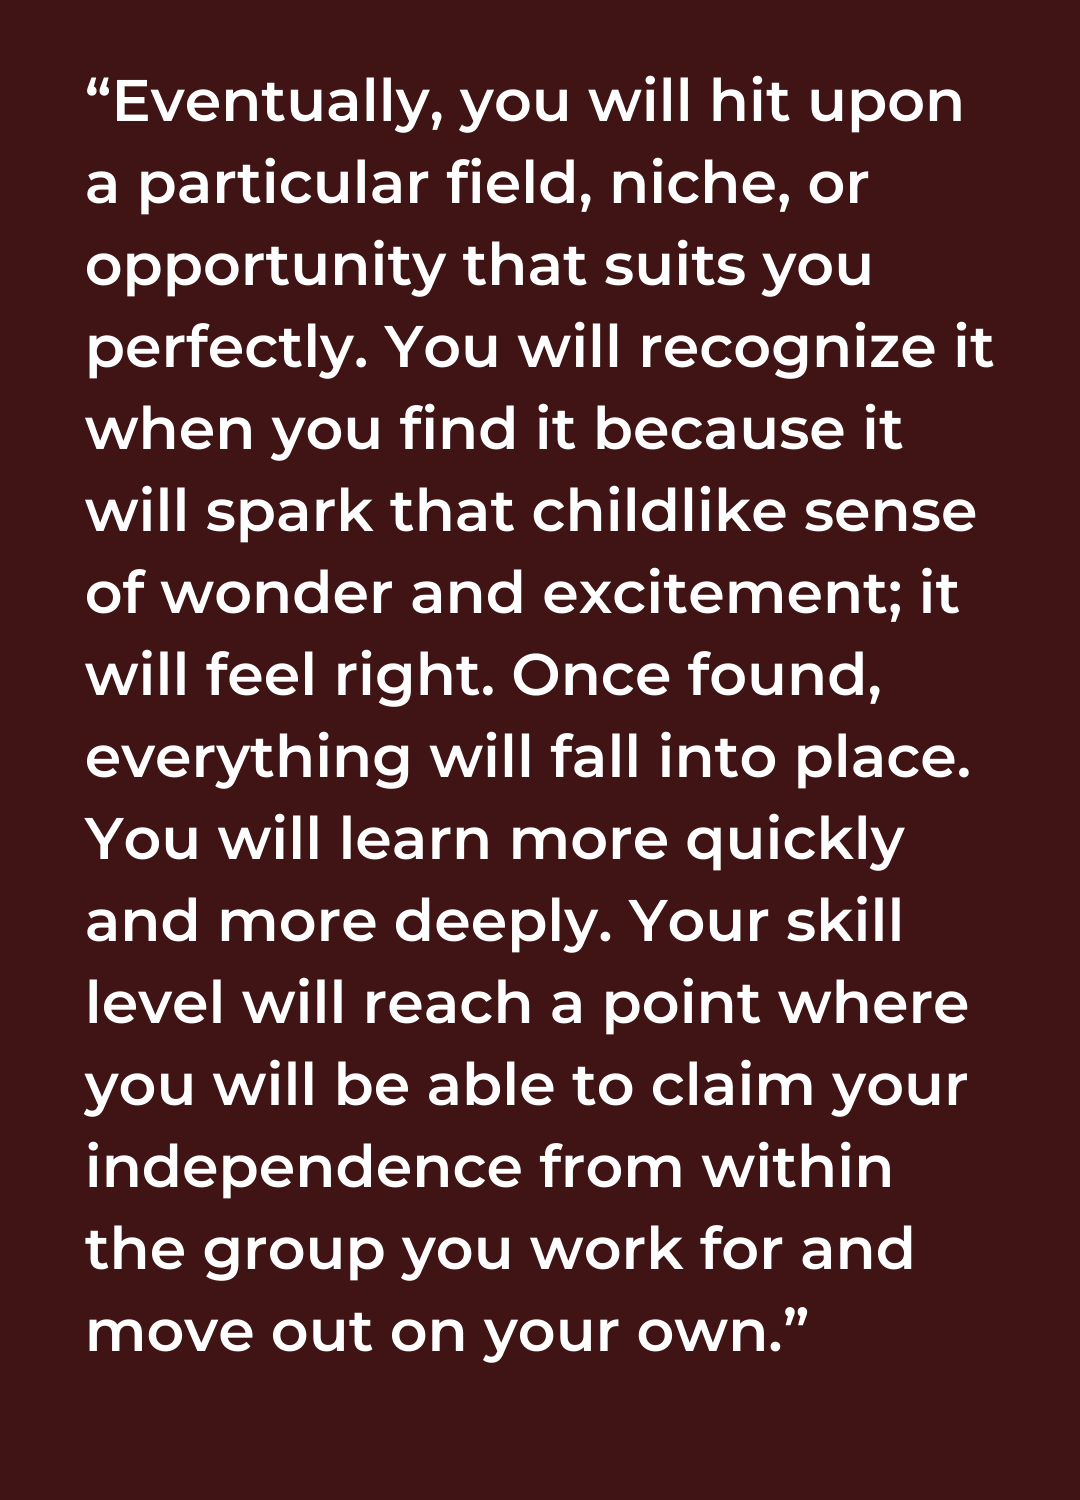 “Eventually, you will hit upon
a particular field, niche, or
opportunity that suits you
perfectly. You will recognize it
when you find it because it
will spark that childlike sense
of wonder and excitement; it
will feel right. Once found,
everything will fall into place.
You will learn more quickly
and more deeply. Your skill
level will reach a point where
you will be able to claim your
independence from within
the group you work for and
move out on your own.”